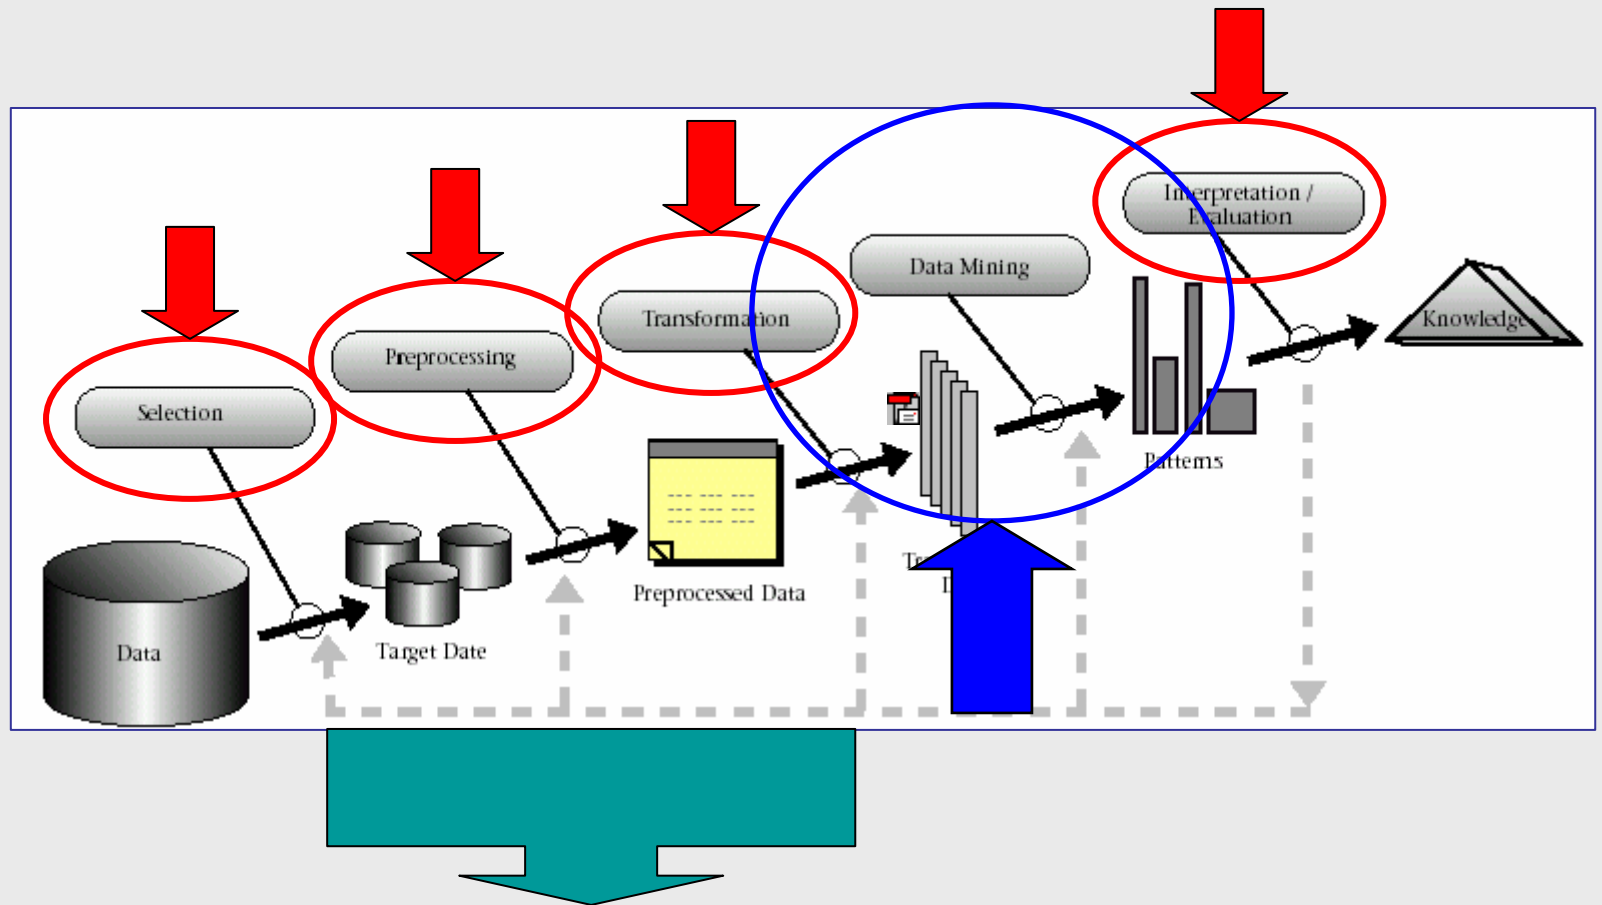 Interpretation /
Evaluation
Data Mining
Transformation
Preprocessing
Selection
Knowledge
Patterns
Preprocessed Data
Target Date
Data